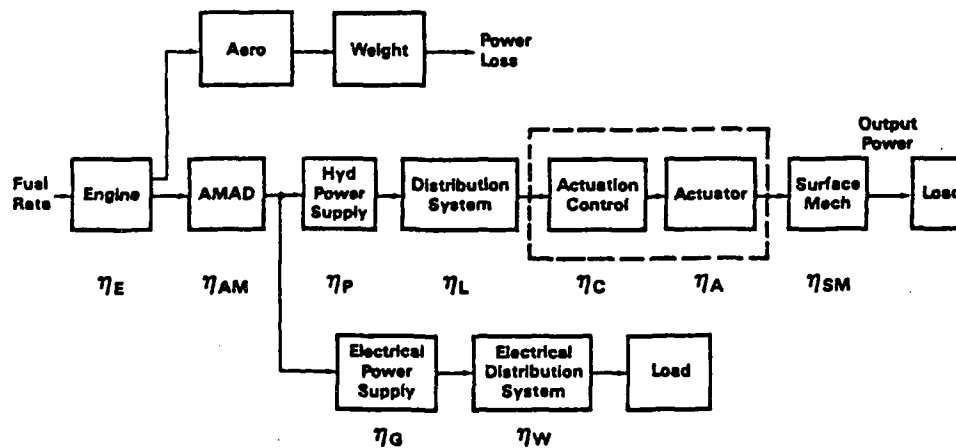 Aero
Weight
Power
Loss
Output
Power
Fuel
Rate
Engine
AMAD
Hyd
Power
Supply
Distribution
System
Actuation
Control
Actuator
Surface
Mech
Load
ηE
ηAM
ηP
ηL
ηC
ηA
ηSM
Electrical
Power
Supply
Electrical
Distribution
System
Load
ηG
ηW